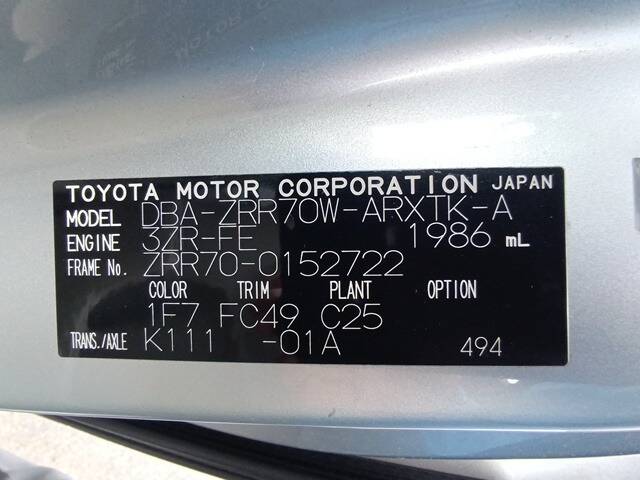 TOYOTA MOTOR CORPORATION JAPAN
MODEL DBA-ZRR70W-ARXTK-A
ENGINE 3ZR-FE 1986 mL
FRAME No. ZRR70-0152722
COLOR TRIM PLANT OPTION
1F7 FC49 C25
TRANS./AXLE K111 -01A 494